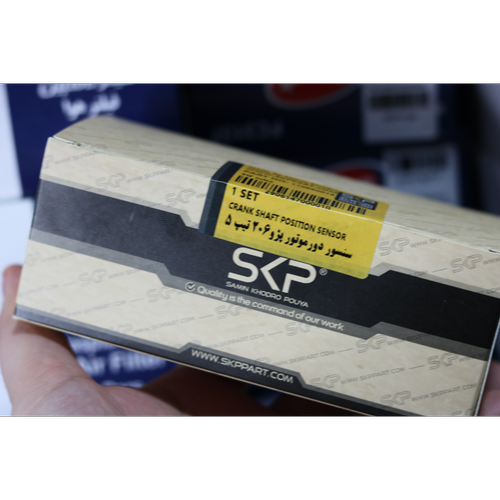 1 SET
CRANK SHAFT POSITION SENSOR
سنسور دور موتور پژو ۲۰۶ تیپ ۵
SKP®
SAMIN KHODRO POUYA
Quality is the command of our work
WWW.SKPPART.COM